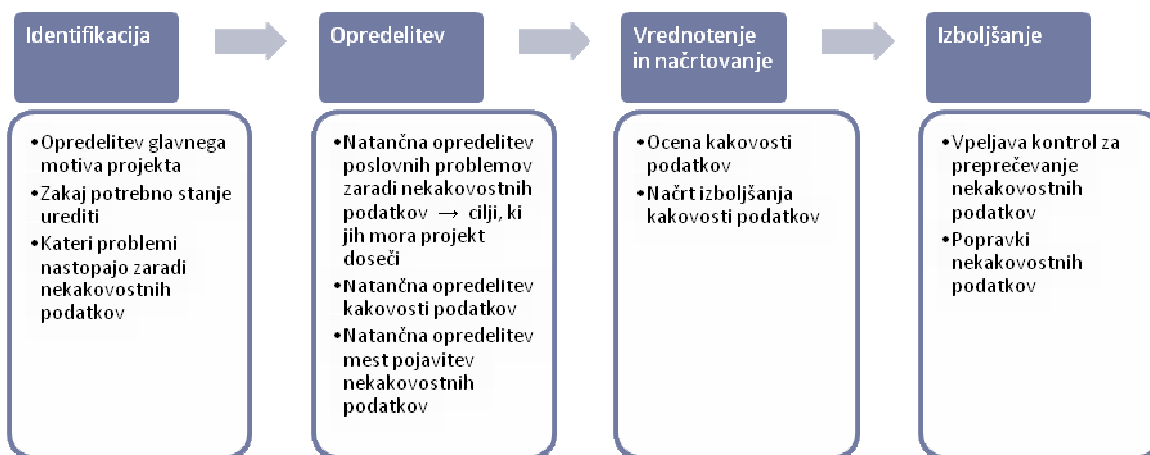 Identifikacija
•Opredelitev glavnega
motiva projekta
•Zakaj potrebno stanje
urediti
•Kateri problemi
nastopajo zaradi
nekakovostnih
podatkov
Opredelitev
•Natančna opredelitev
poslovnih problemov
zaradi nekakovostnih
podatkov → cilji, ki
jih mora projekt
doseči
•Natančna opredelitev
kakovosti podatkov
•Natančna opredelitev
mest pojavitev
nekakovostnih
podatkov
Vrednotenje
in načrtovanje
•Ocena kakovosti
podatkov
•Načrt izboljšanja
kakovosti podatkov
Izboljšanje
•Vpeljava kontrol za
preprečevanje
nekakovostnih
podatkov
•Popravki
nekakovostnih
podatkov